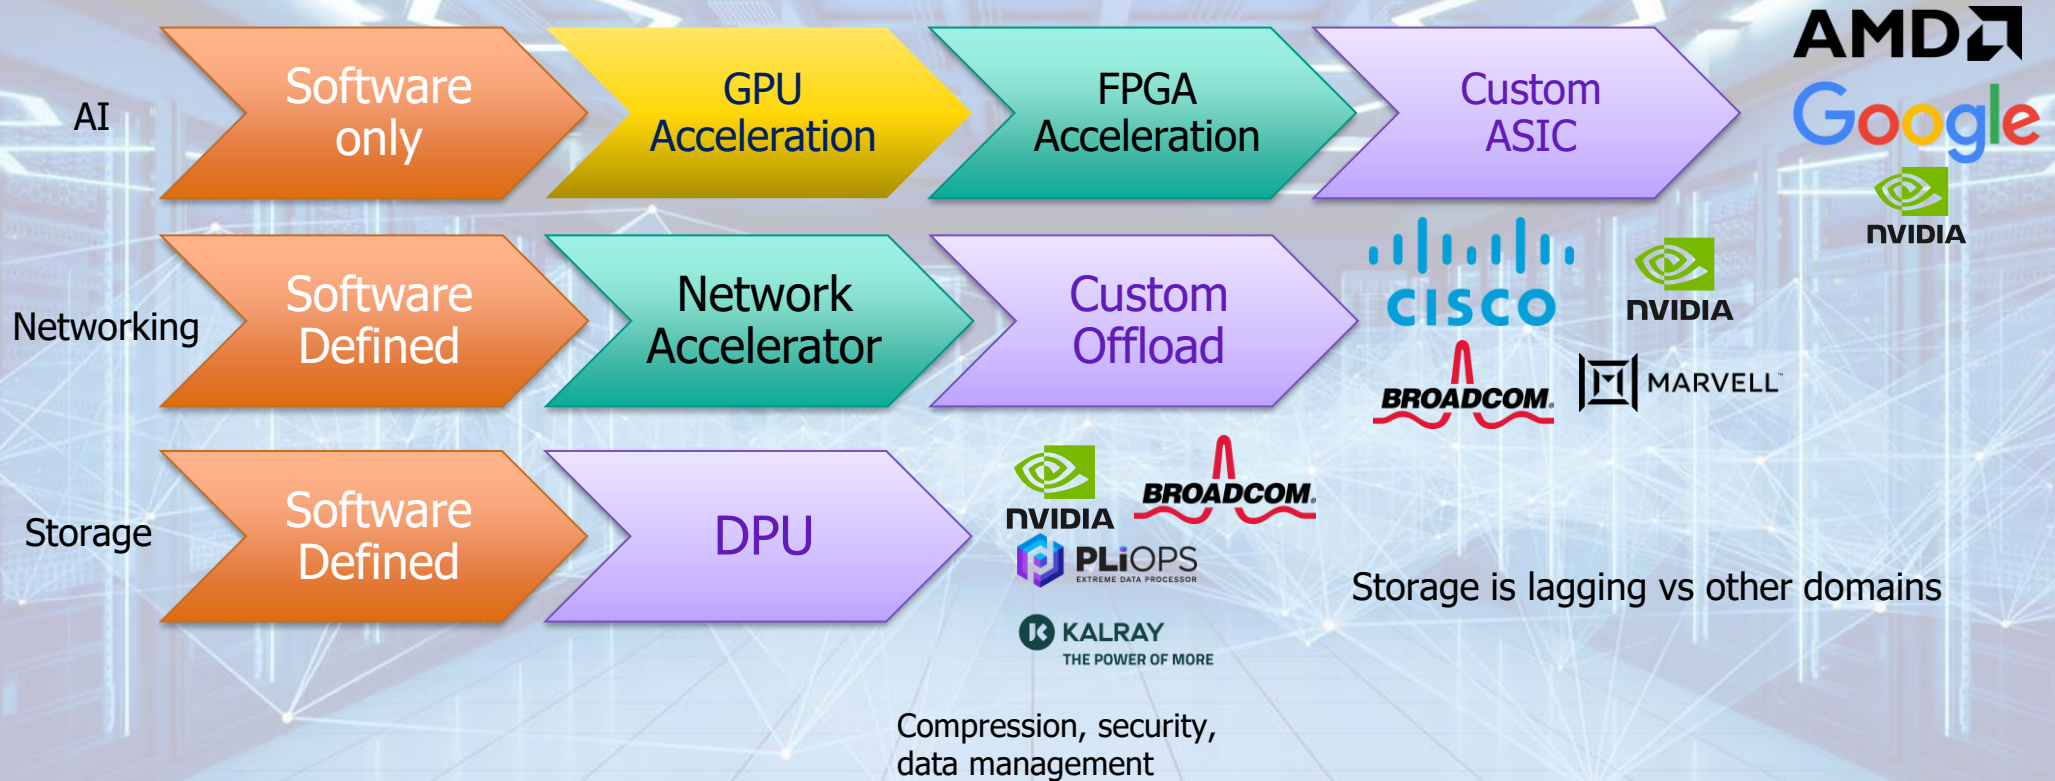 AI
Software
only
GPU
Acceleration
FPGA
Acceleration
Custom
ASIC
AMD
Google
NVIDIA
Networking
Software
Defined
Network
Accelerator
Custom
Offload
CISCO
NVIDIA
BROADCOM®
MARVELL™
Storage
Software
Defined
DPU
NVIDIA
BROADCOM®
PLiOPS
EXTREME DATA PROCESSOR
KALRAY
THE POWER OF MORE
Storage is lagging vs other domains
Compression, security,
data management